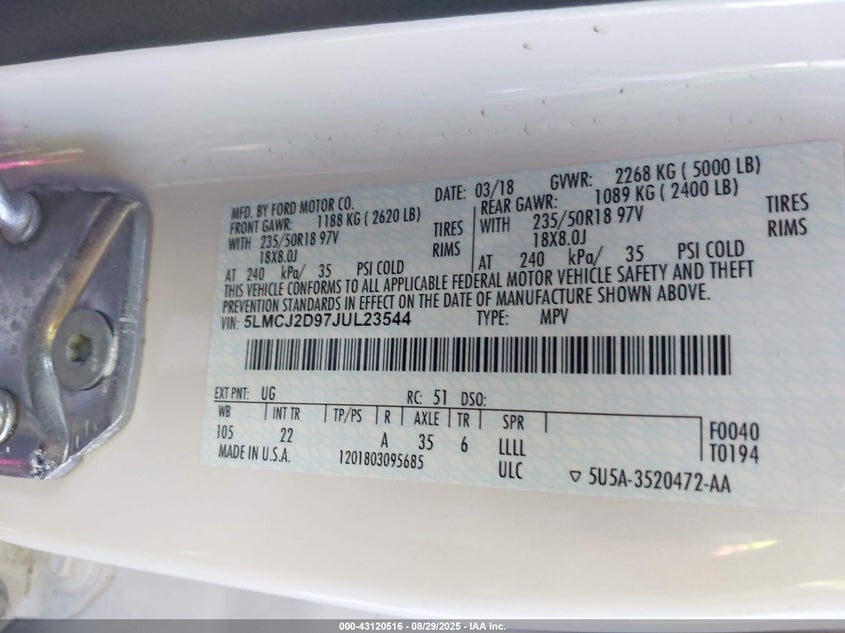 MFD. BY FORD MOTOR CO.
DATE: 03/18 GVWR: 2268 KG ( 5000 LB)
FRONT GAWR: 1188 KG ( 2620 LB) REAR GAWR: 1089 KG ( 2400 LB)
WITH 235/50R18 97V TIRES WITH 235/50R18 97V TIRES
18X8.0J RIMS 18X8.0J RIMS
AT 240 kPa/ 35 PSI COLD AT 240 kPa/ 35 PSI COLD
THIS VEHICLE CONFORMS TO ALL APPLICABLE FEDERAL MOTOR VEHICLE SAFETY AND THEFT
PREVENTION STANDARDS IN EFFECT ON THE DATE OF MANUFACTURE SHOWN ABOVE.
VIN: 5LMCJ2D97JUL23544 TYPE: MPV
EXT PNT: UG RC: 51 DSO:
WB INT TR TP/PS R AXLE TR SPR
105 22 A 35 6 LLLL
MADE IN U.S.A. 1201803095685 ULC
F0040
T0194
5U5A-3520472-AA
000-43120516 - 08/29/2025 - IAA Inc.